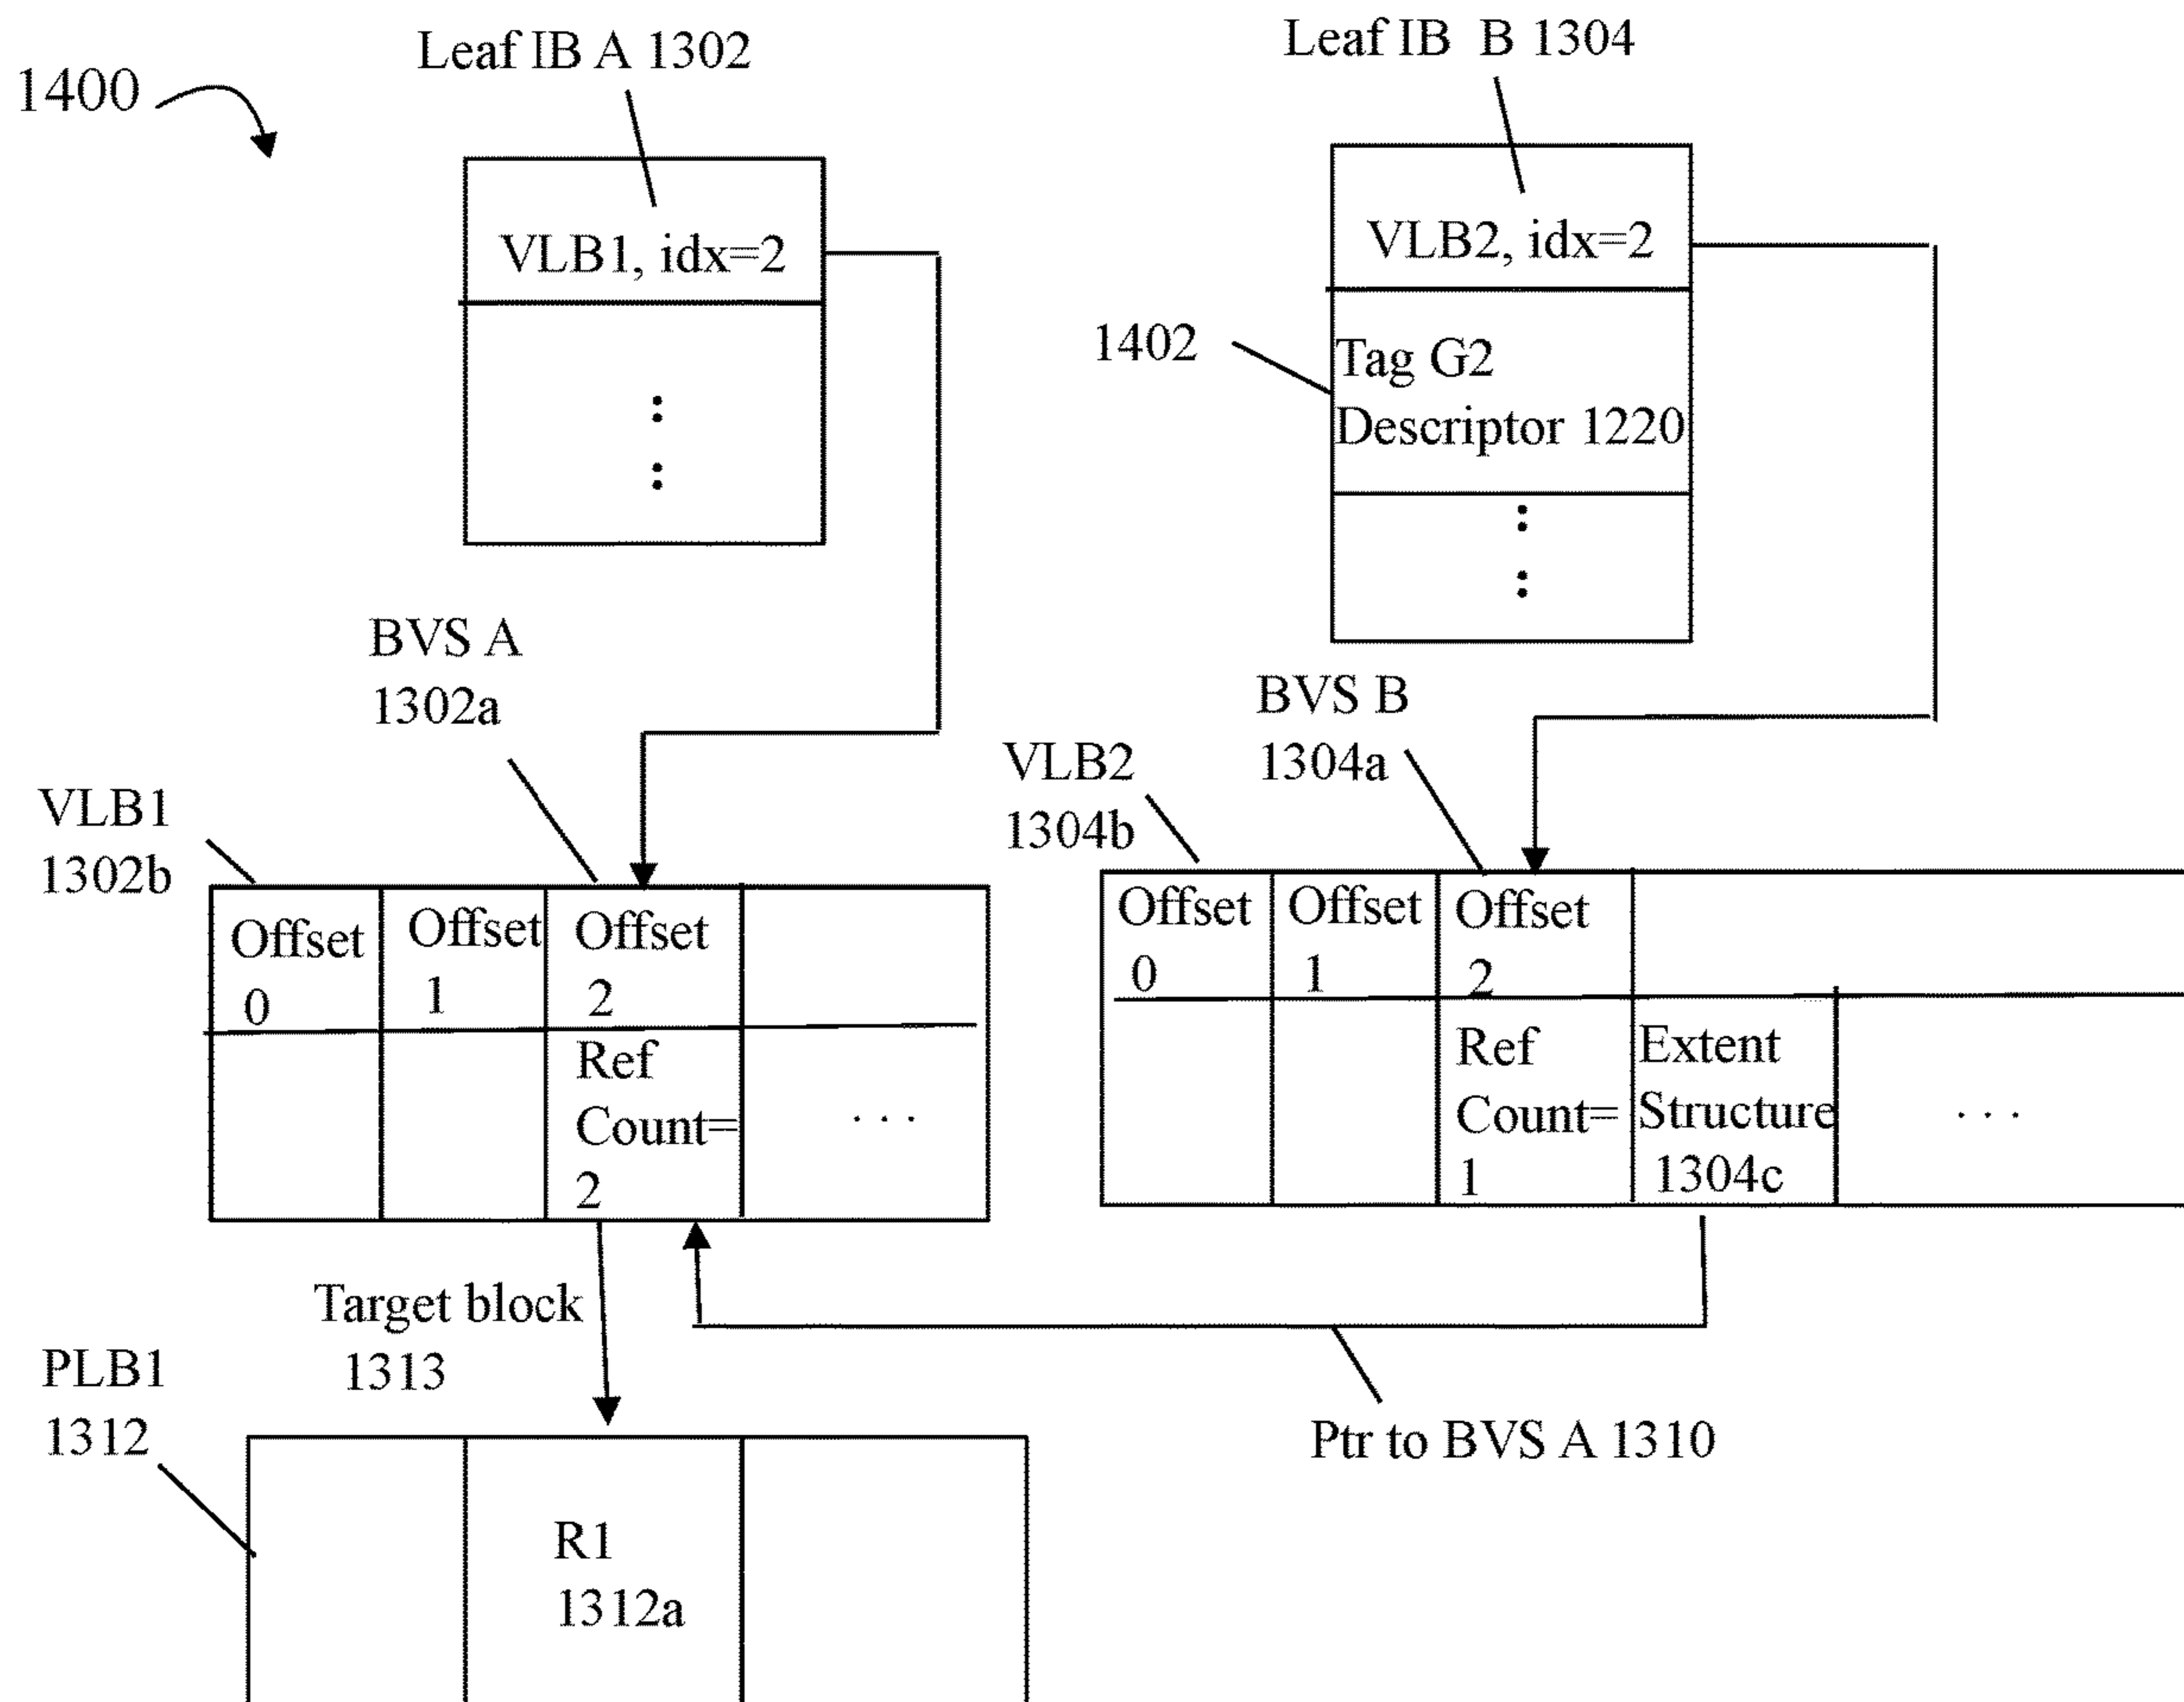 1400
Leaf IB A 1302
Leaf IB B 1304
VLB1, idx=2
VLB2, idx=2
1402
Tag G2
Descriptor 1220
BVS A
1302a
BVS B
1304a
VLB1
1302b
VLB2
1304b
Offset
0
Offset
1
Offset
2
Ref
Count=
2
. . .
Offset
0
Offset
1
Offset
2
Ref
Count=
1
Extent
Structure
1304c
. . .
Target block
1313
Ptr to BVS A 1310
PLB1
1312
R1
1312a